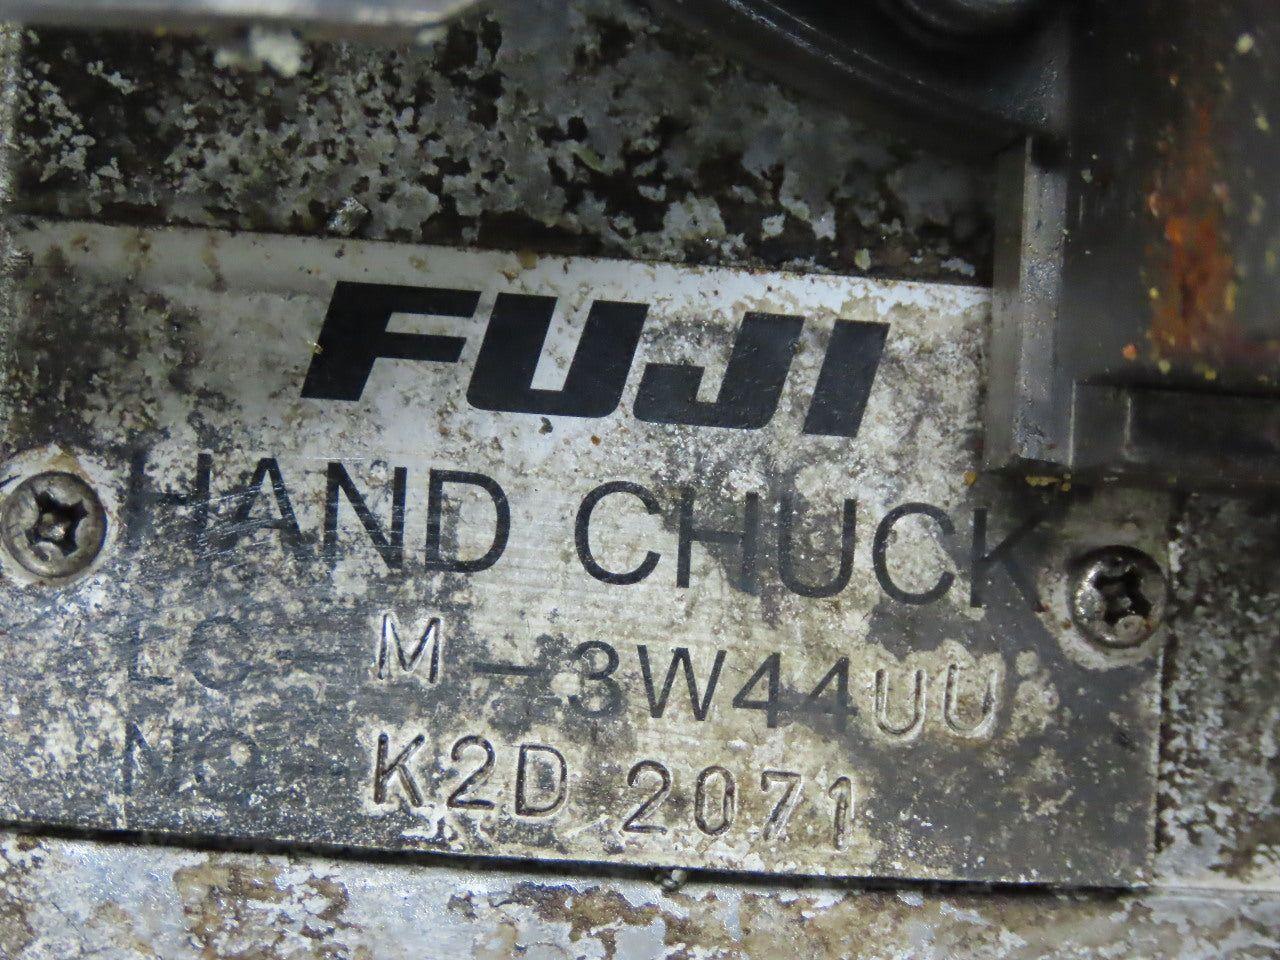 FUJI
HAND CHUCK
LC-M-3W44UU
No K2D 2071